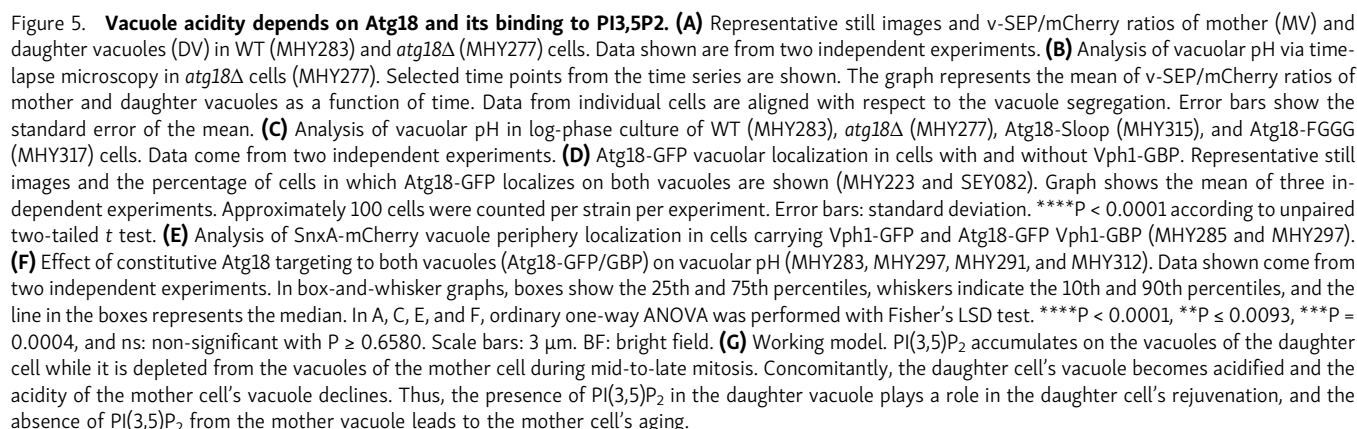 Figure 5. Vacuole acidity depends on Atg18 and its binding to PI3,5P2. (A) Representative still images and v-SEP/mCherry ratios of mother (MV) and
daughter vacuoles (DV) in WT (MHY283) and atg18Δ (MHY277) cells. Data shown are from two independent experiments. (B) Analysis of vacuolar pH via time-
lapse microscopy in atg18Δ cells (MHY277). Selected time points from the time series are shown. The graph represents the mean of v-SEP/mCherry ratios of
mother and daughter vacuoles as a function of time. Data from individual cells are aligned with respect to the vacuole segregation. Error bars show the
standard error of the mean. (C) Analysis of vacuolar pH in log-phase culture of WT (MHY283), atg18Δ (MHY277), Atg18-Sloop (MHY315), and Atg18-FGGG
(MHY317) cells. Data come from two independent experiments. (D) Atg18-GFP vacuolar localization in cells with and without Vph1-GBP. Representative still
images and the percentage of cells in which Atg18-GFP localizes on both vacuoles are shown (MHY223 and SEY082). Graph shows the mean of three in-
dependent experiments. Approximately 100 cells were counted per strain per experiment. Error bars: standard deviation. ****P < 0.0001 according to unpaired
two-tailed t test. (E) Analysis of SnxA-mCherry vacuole periphery localization in cells carrying Vph1-GFP and Atg18-GFP Vph1-GBP (MHY285 and MHY297).
(F) Effect of constitutive Atg18 targeting to both vacuoles (Atg18-GFP/GBP) on vacuolar pH (MHY283, MHY297, MHY291, and MHY312). Data shown come from
two independent experiments. In box-and-whisker graphs, boxes show the 25th and 75th percentiles, whiskers indicate the 10th and 90th percentiles, and the
line in the boxes represents the median. In A, C, E, and F, ordinary one-way ANOVA was performed with Fisher's LSD test. ****P < 0.0001, **P ≤ 0.0093, ***P =
0.0004, and ns: non-significant with P ≥ 0.6580. Scale bars: 3 μm. BF: bright field. (G) Working model. PI(3,5)P₂ accumulates on the vacuoles of the daughter
cell while it is depleted from the vacuoles of the mother cell during mid-to-late mitosis. Concomitantly, the daughter cell's vacuole becomes acidified and the
acidity of the mother cell's vacuole declines. Thus, the presence of PI(3,5)P₂ in the daughter vacuole plays a role in the daughter cell's rejuvenation, and the
absence of PI(3,5)P₂ from the mother vacuole leads to the mother cell's aging.